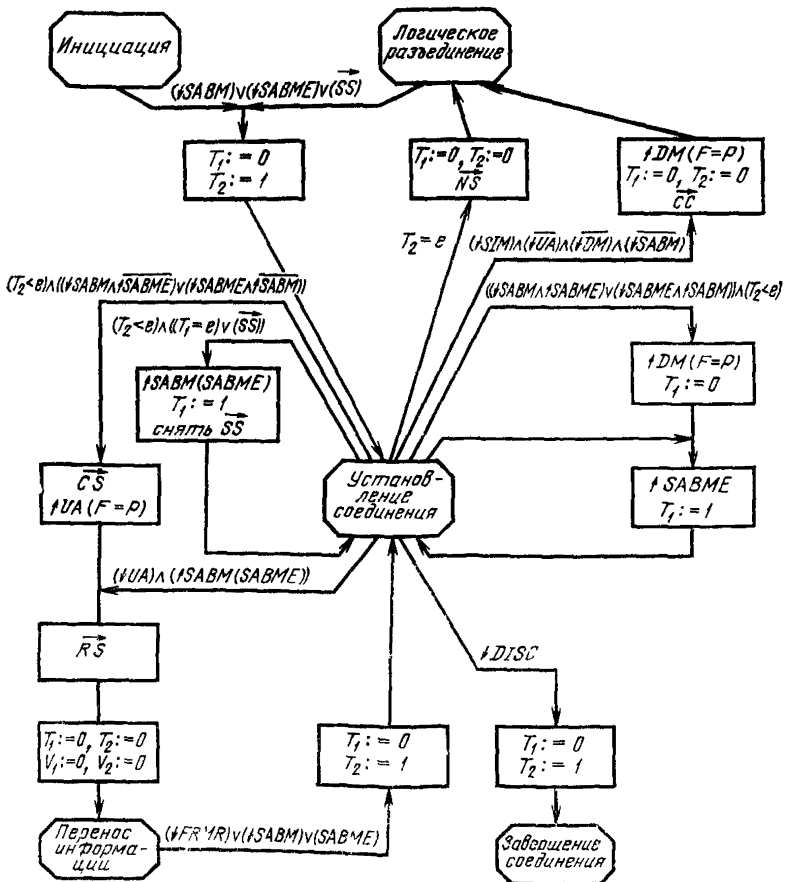 Инициация
Логическое
разъединение
(↓SABM)∨(↓SABME)∨(SS)
T₁:=0
T₂:=1
T₁:=0, T₂:=0
NS
↑DM(F=P)
T₁:=0, T₂:=0
CC
T₂=e
(↓SIM)∧(↓UA)∧(↓DM)∧(↓SABM)
(T₂<e)∧((↓SABM∧↑SABME)∨(↓SABME∧↑SABM))
((↓SABM∧↑SABME)∨(↓SABME∧↑SABM))∧(T₂<e)
(T₂<e)∧((T₁=e)∨(SS))
↑SABM(SABME)
T₁:=1
снять SS
↑DM(F=P)
T₁:=0
CS
↑UA(F=P)
Установ-
ление
соединения
↑SABME
T₁:=1
(↓UA)∧(↑SABM(SABME))
RS
↓DISC
T₁:=0, T₂:=0
V₁:=0, V₂:=0
T₁:=0
T₂:=1
T₁:=0
T₂:=1
Перенос
информа-
ции
(↓FRMR)∨(↓SABM)∨(SABME)
Завершение
соединения